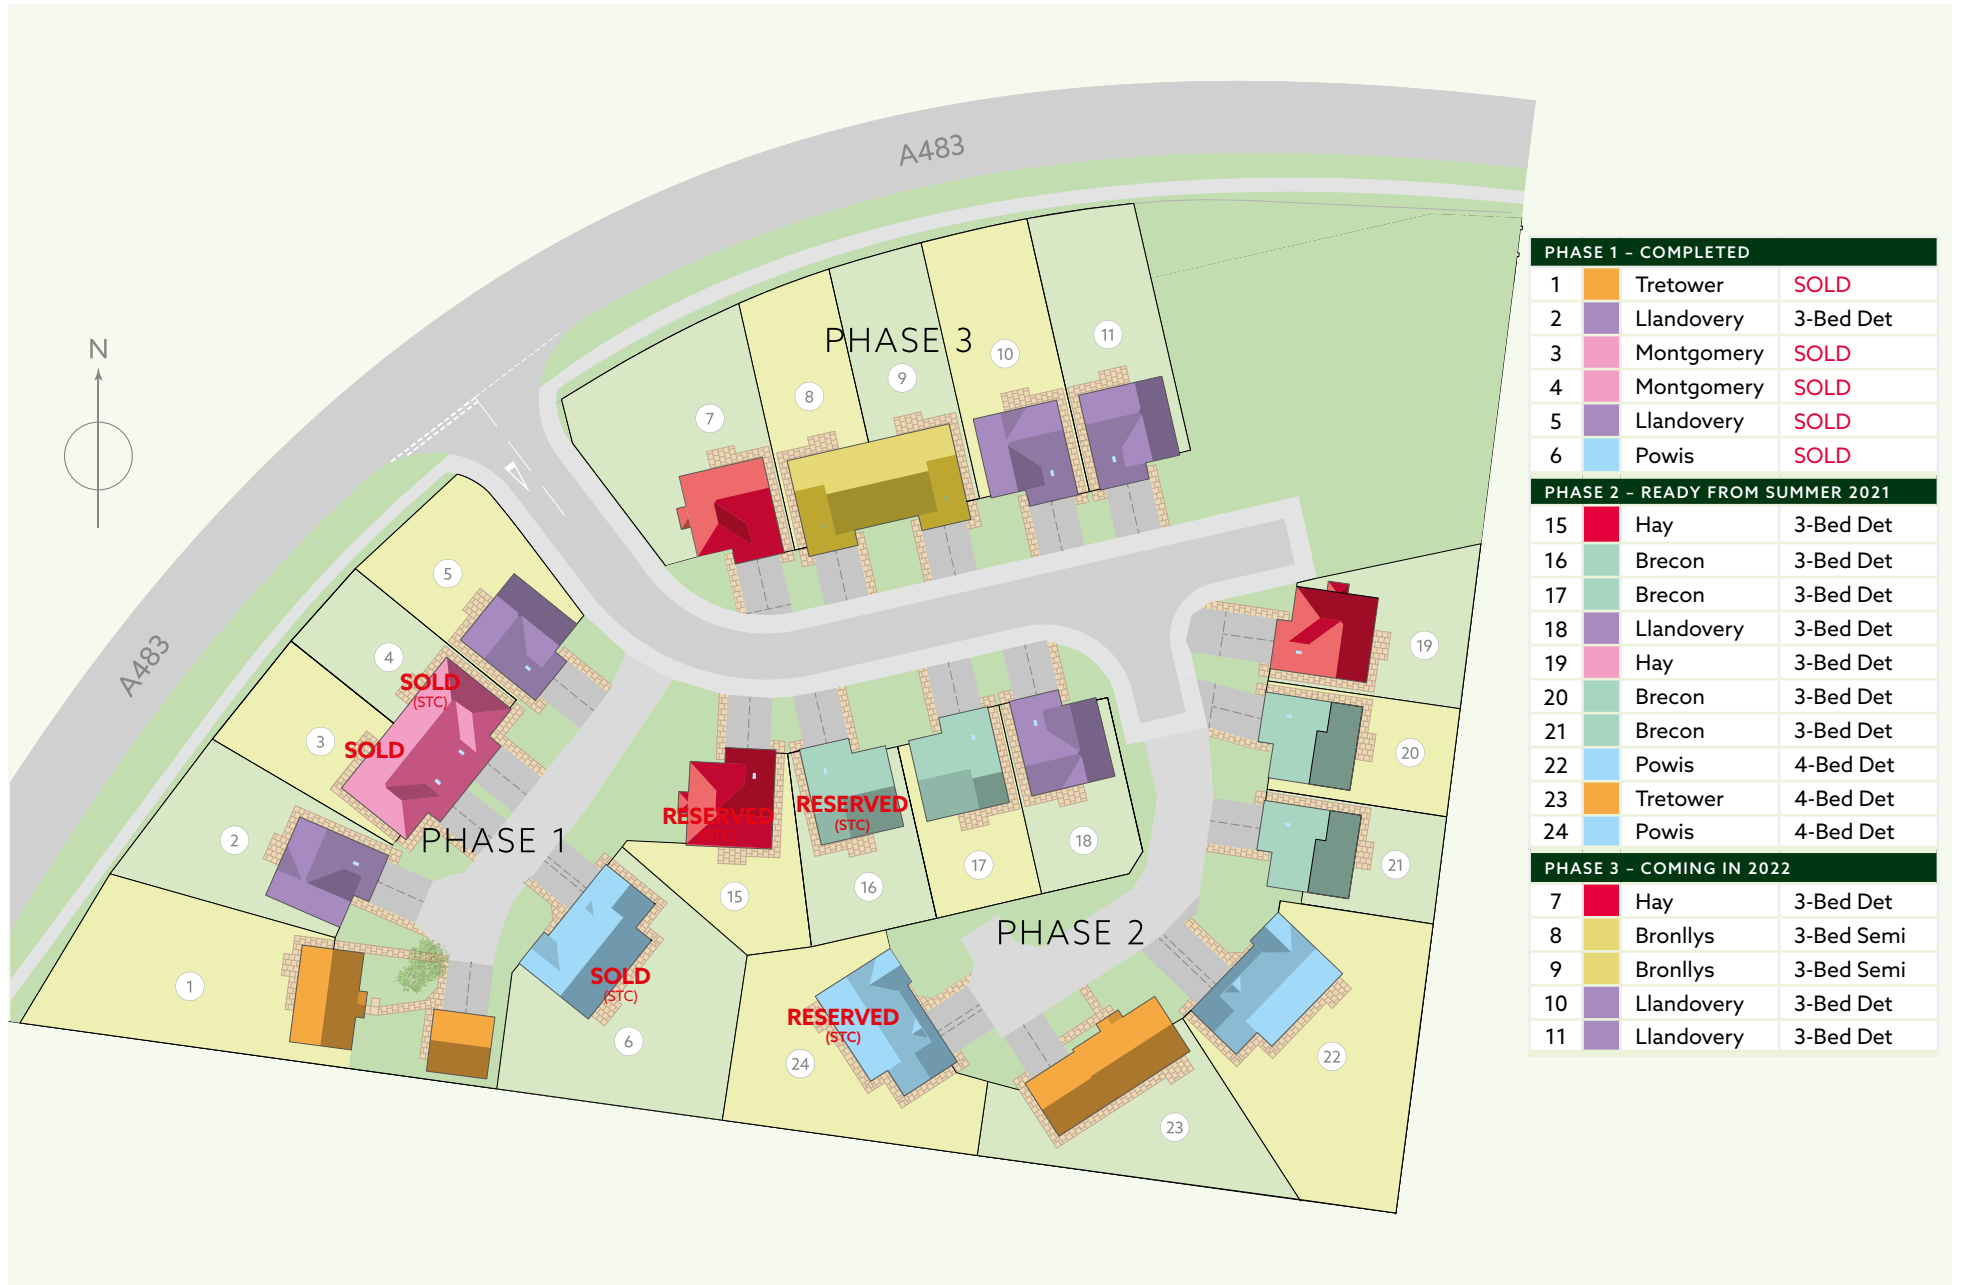 A483
A483
N
PHASE 3
7
8
9
10
11
5
4
SOLD
(STC)
3
SOLD
2
PHASE 1
1
SOLD
(STC)
6
RESERVED
(STC)
15
RESERVED
(STC)
16
17
18
19
20
21
PHASE 2
RESERVED
(STC)
24
23
22
PHASE 1 – COMPLETED
1 Tretower SOLD
2 Llandovery 3-Bed Det
3 Montgomery SOLD
4 Montgomery SOLD
5 Llandovery SOLD
6 Powis SOLD
PHASE 2 – READY FROM SUMMER 2021
15 Hay 3-Bed Det
16 Brecon 3-Bed Det
17 Brecon 3-Bed Det
18 Llandovery 3-Bed Det
19 Hay 3-Bed Det
20 Brecon 3-Bed Det
21 Brecon 3-Bed Det
22 Powis 4-Bed Det
23 Tretower 4-Bed Det
24 Powis 4-Bed Det
PHASE 3 – COMING IN 2022
7 Hay 3-Bed Det
8 Bronllys 3-Bed Semi
9 Bronllys 3-Bed Semi
10 Llandovery 3-Bed Det
11 Llandovery 3-Bed Det